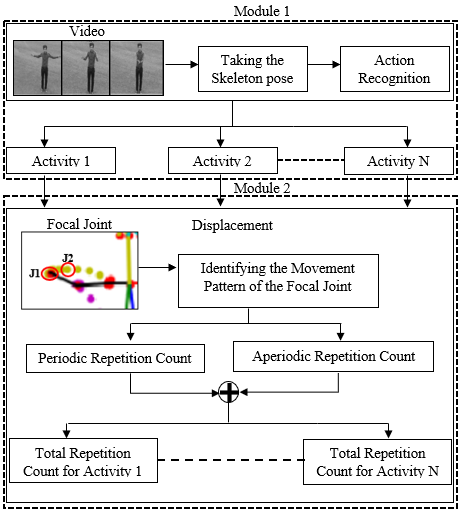 Module 1
Video
Taking the
Skeleton pose
Action
Recognition
Activity 1
Activity 2
Activity N
Module 2
Focal Joint
Displacement
J1
J2
Identifying the Movement
Pattern of the Focal Joint
Periodic Repetition Count
Aperiodic Repetition Count
Total Repetition
Count for Activity 1
Total Repetition
Count for Activity N